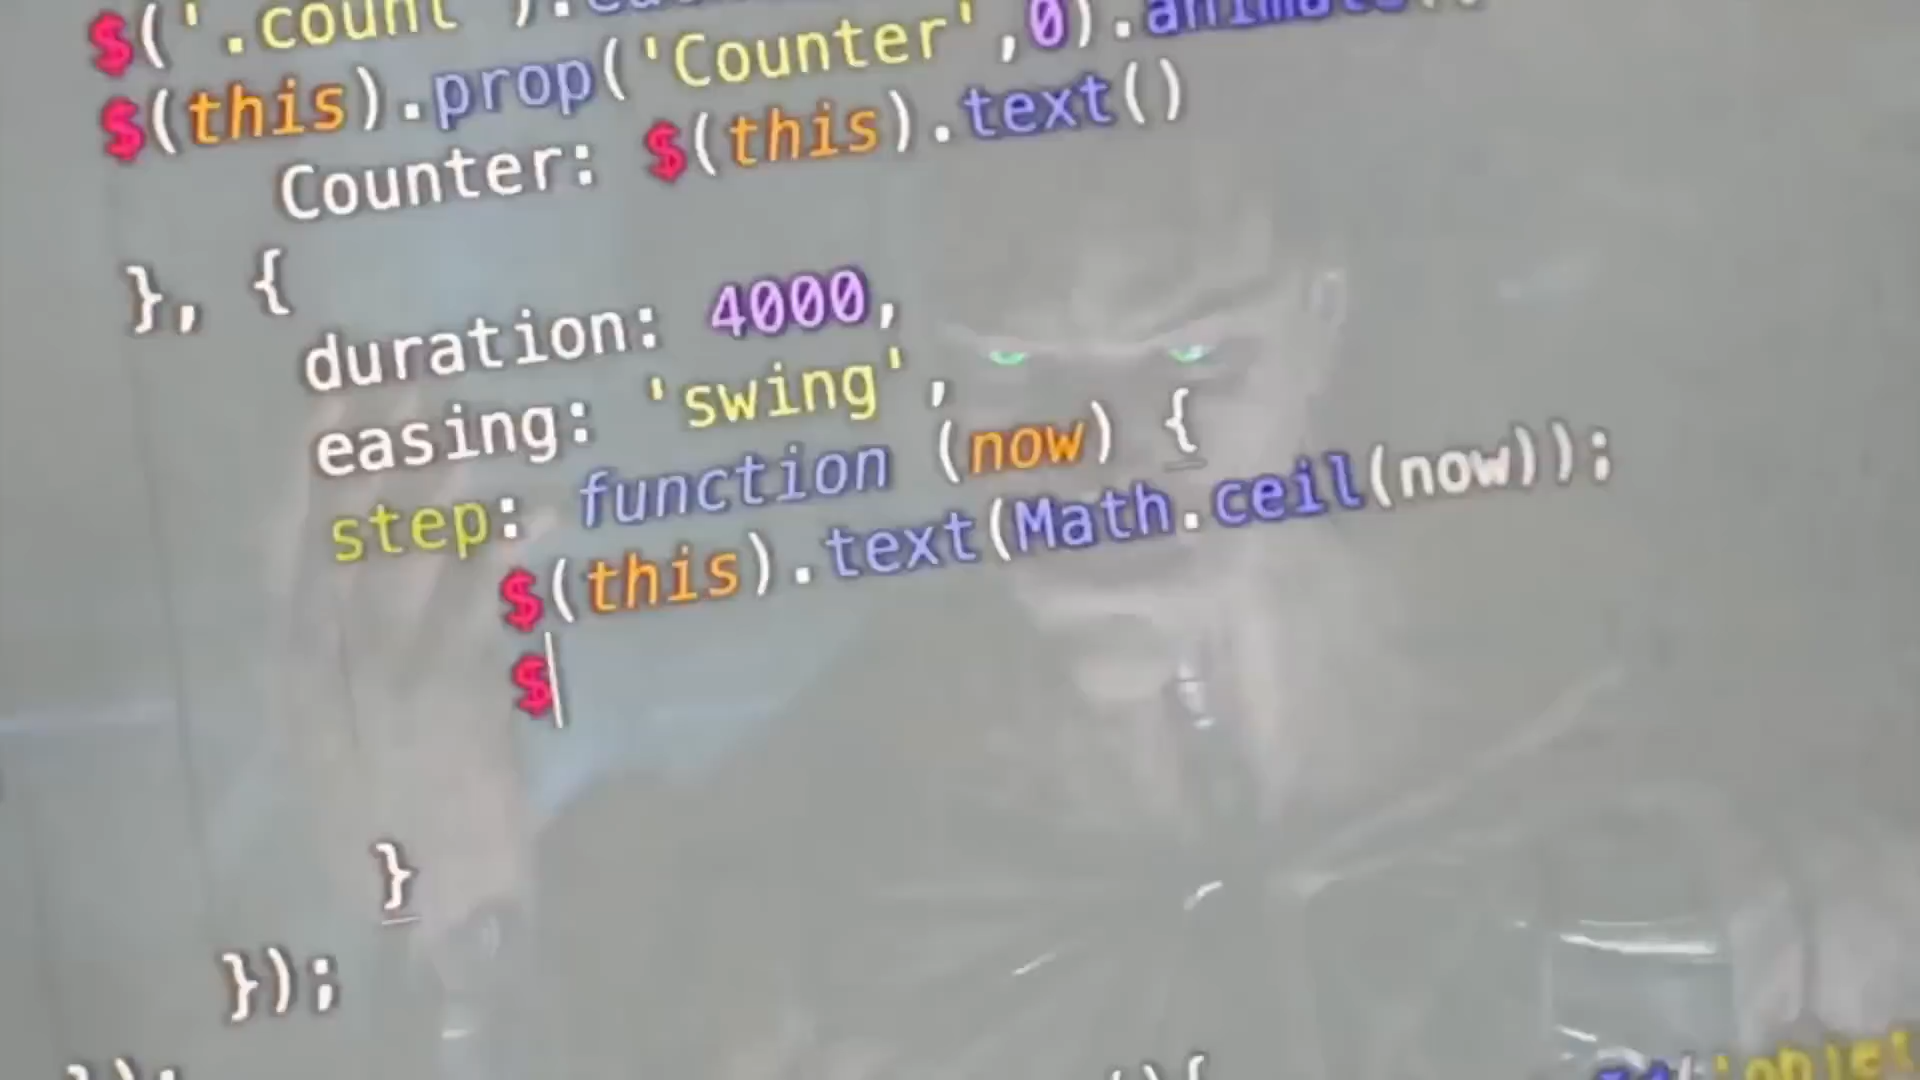 $('.count').
$(this).prop('Counter',0).animate({
Counter: $(this).text()
}, {
duration: 4000,
easing: 'swing',
step: function (now) {
$(this).text(Math.ceil(now));
$
}
});
});